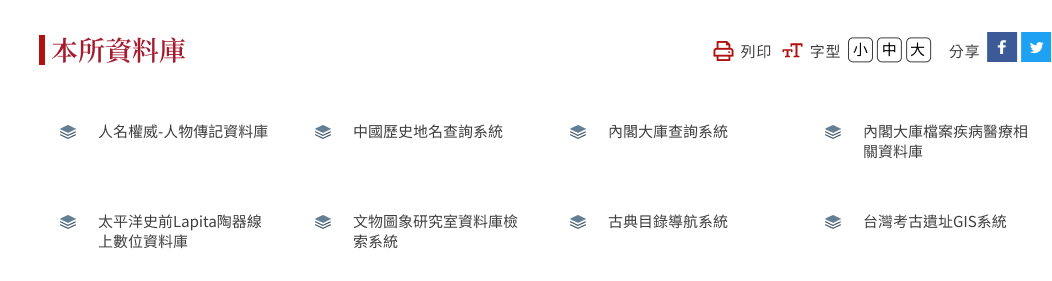 本所資料庫
列印 字型 小 中 大 分享
人名權威-人物傳記資料庫
中國歷史地名查詢系統
內閣大庫查詢系統
內閣大庫檔案疾病醫療相
關資料庫
太平洋史前Lapita陶器線
上數位資料庫
文物圖象研究室資料庫檢
索系統
古典目錄導航系統
台灣考古遺址GIS系統